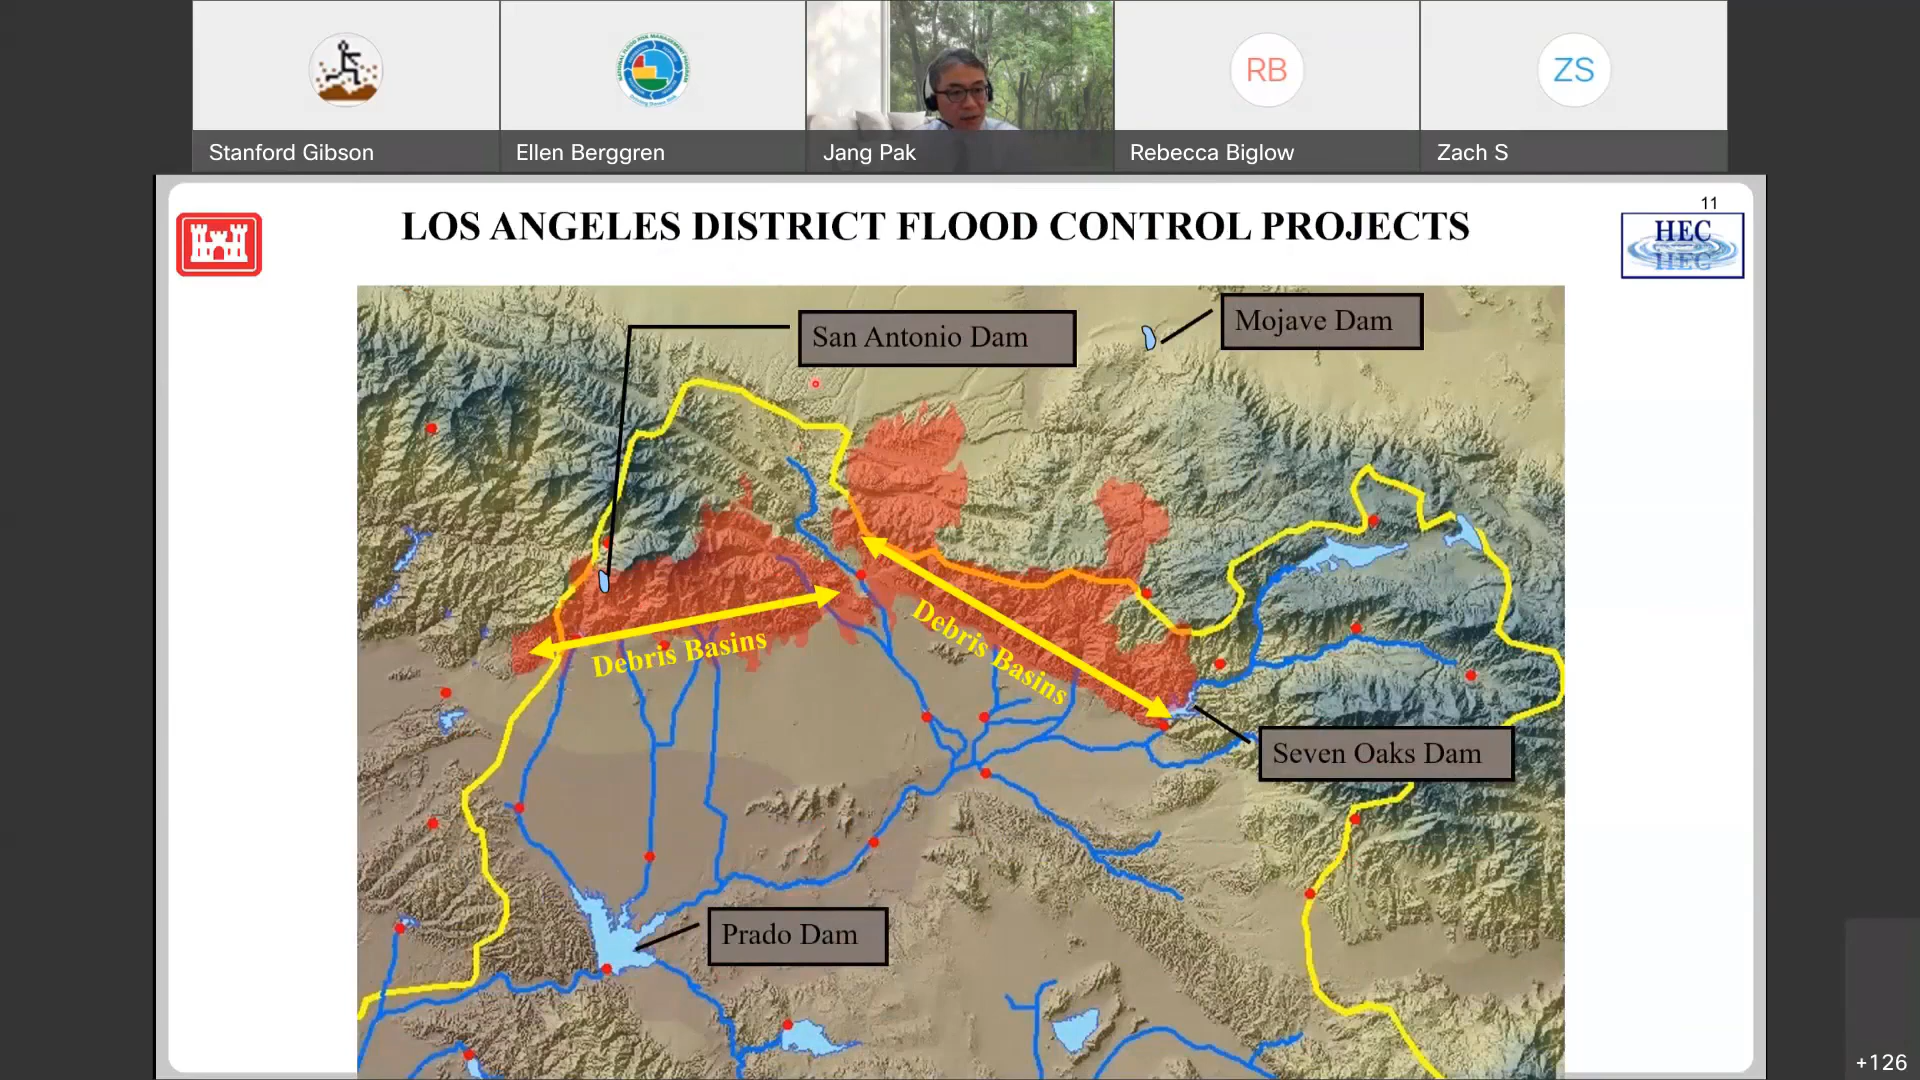 RB
ZS
Stanford Gibson
Ellen Berggren
Jang Pak
Rebecca Biglow
Zach S
11
LOS ANGELES DISTRICT FLOOD CONTROL PROJECTS
HEC
San Antonio Dam
Mojave Dam
Debris Basins
Debris Basins
Seven Oaks Dam
Prado Dam
+126